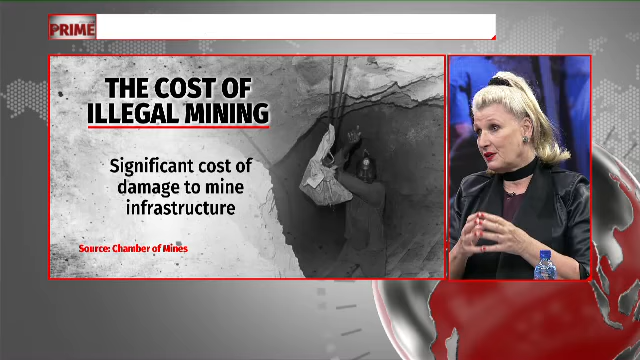 PRIME
THE COST OF
ILLEGAL MINING
Significant cost of
damage to mine
infrastructure
Source: Chamber of Mines